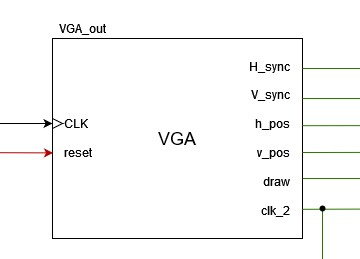 VGA_out
H_sync
V_sync
CLK
h_pos
VGA
reset
v_pos
draw
clk_2